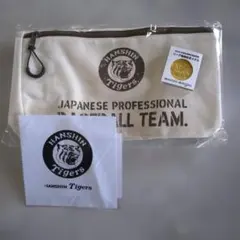 HANSHIN
Tigers
JAPANESE PROFESSIONAL
BASEBALL TEAM.
HANSHIN
Tigers
HANSHIN Tigers